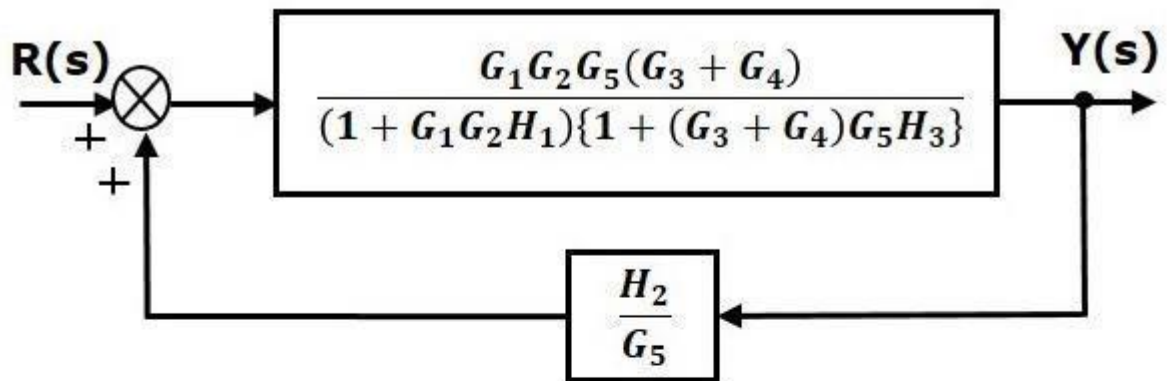 R(s)
+
+
G₁G₂G₅(G₃ + G₄)
(1 + G₁G₂H₁){1 + (G₃ + G₄)G₅H₃}
Y(s)
H₂
G₅